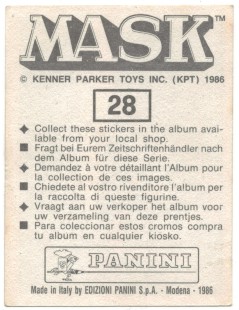 MASK™
© KENNER PARKER TOYS INC. (KPT) 1986
28
◆ Collect these stickers in the album avai-
lable from your local shop.
■ Fragt bei Eurem Zeitschriftenhändler nach
dem Album für diese Serie.
◆ Demandez à votre détaillant l'Album pour
la collection de ces images.
■ Chiedete al vostro rivenditore l'album per
la raccolta di queste figurine.
◆ Vraagt aan uw verkoper het album voor
uw verzameling van deze prentjes.
■ Para coleccionar estos cromos compra
tu album en cualquier kiosko.
PANINI
Made in Italy by EDIZIONI PANINI S.p.A. - Modena - 1986